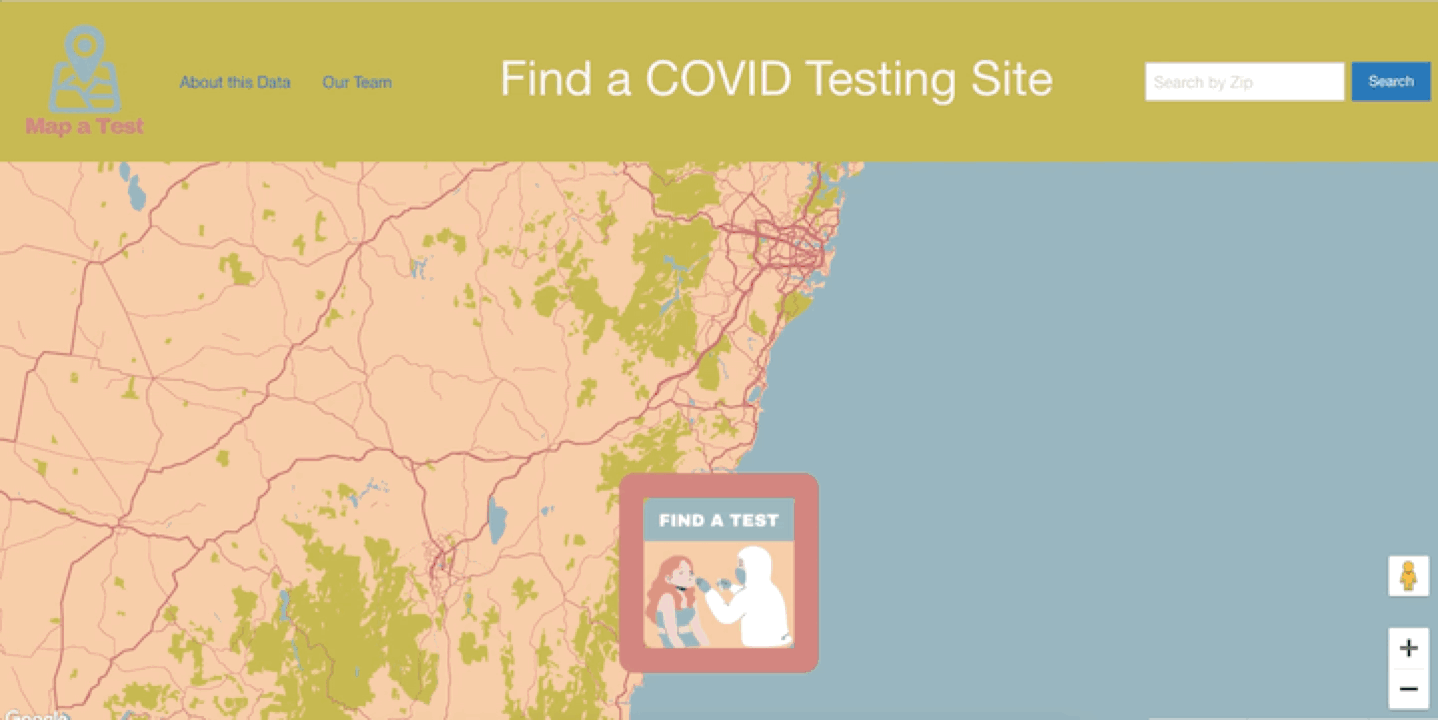 Map a Test
About this Data
Our Team
Find a COVID Testing Site
Search by Zip
Search
FIND A TEST
Google